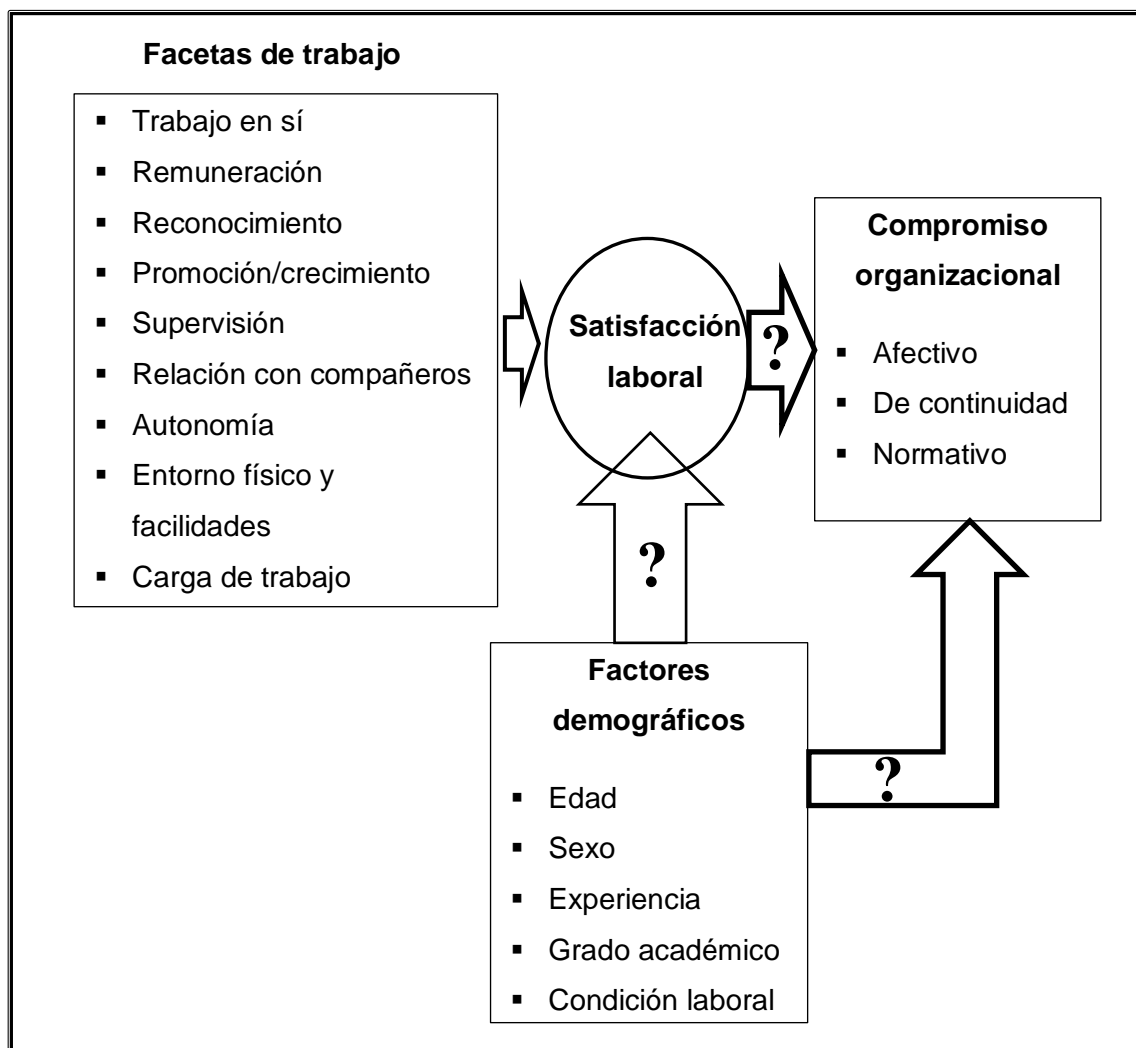 Facetas de trabajo
▪ Trabajo en sí
▪ Remuneración
▪ Reconocimiento
▪ Promoción/crecimiento
▪ Supervisión
▪ Relación con compañeros
▪ Autonomía
▪ Entorno físico y
facilidades
▪ Carga de trabajo
Satisfacción
laboral
?
Compromiso
organizacional
▪ Afectivo
▪ De continuidad
▪ Normativo
?
Factores
demográficos
▪ Edad
▪ Sexo
▪ Experiencia
▪ Grado académico
▪ Condición laboral
?